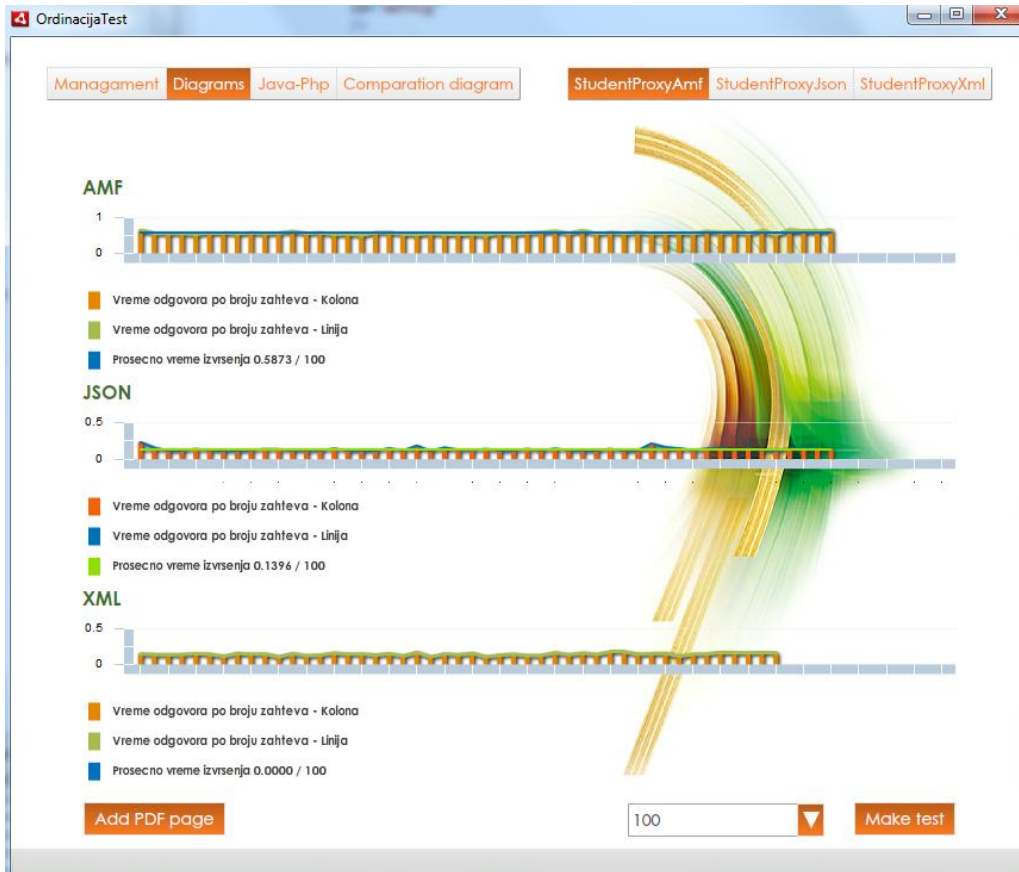 OrdinacijaTest
Managament Diagrams Java-Php Comparation diagram StudentProxyAmf StudentProxyJson StudentProxyXml
AMF
1
0
Vreme odgovora po broju zahteva - Kolona
Vreme odgovora po broju zahteva - Linija
Prosecno vreme izvrsenja 0.5873 / 100
JSON
0.5
0
Vreme odgovora po broju zahteva - Kolona
Vreme odgovora po broju zahteva - Linija
Prosecno vreme izvrsenja 0.1396 / 100
XML
0.5
0
Vreme odgovora po broju zahteva - Kolona
Vreme odgovora po broju zahteva - Linija
Prosecno vreme izvrsenja 0.0000 / 100
Add PDF page 100 Make test